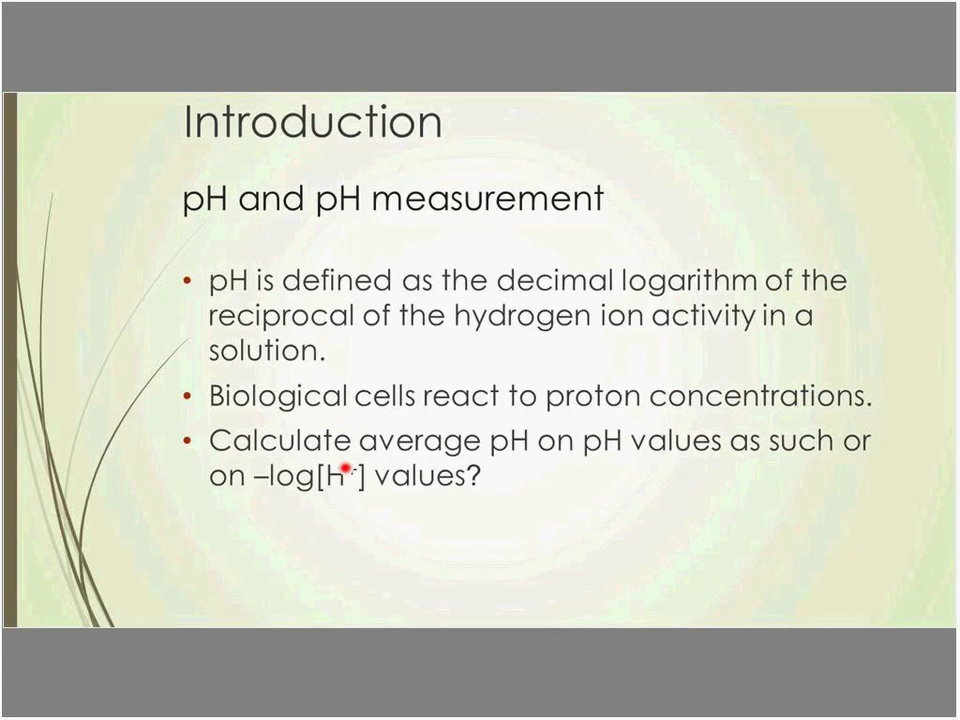 Introduction
pH and pH measurement
• pH is defined as the decimal logarithm of the
reciprocal of the hydrogen ion activity in a
solution.
• Biological cells react to proton concentrations.
• Calculate average pH on pH values as such or
on –log[H⁺] values?